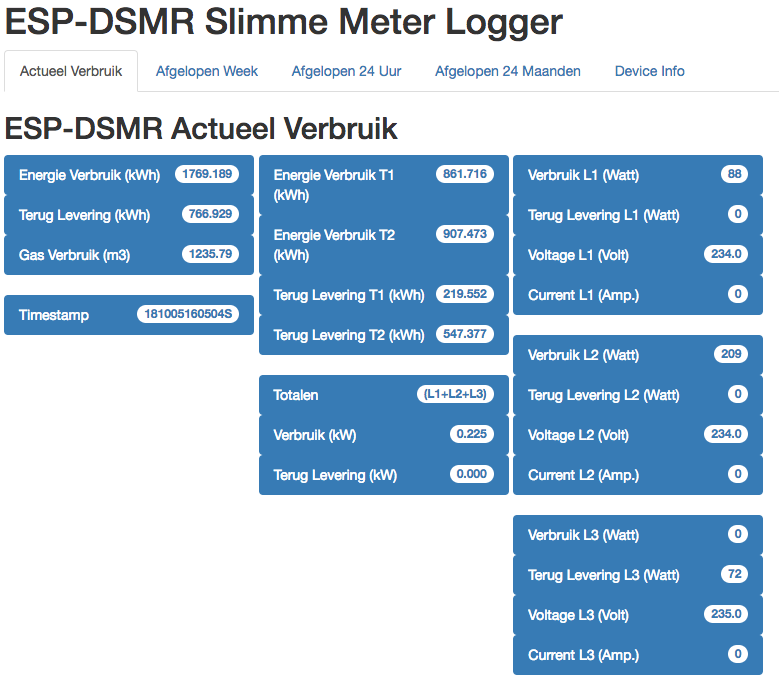 ESP-DSMR Slimme Meter Logger
Actueel Verbruik Afgelopen Week Afgelopen 24 Uur Afgelopen 24 Maanden Device Info
ESP-DSMR Actueel Verbruik
Energie Verbruik (kWh) 1769.189
Terug Levering (kWh) 766.929
Gas Verbruik (m3) 1235.79
Timestamp 181005160504S
Energie Verbruik T1 861.716
(kWh)
Energie Verbruik T2 907.473
(kWh)
Terug Levering T1 (kWh) 219.552
Terug Levering T2 (kWh) 547.377
Totalen (L1+L2+L3)
Verbruik (kW) 0.225
Terug Levering (kW) 0.000
Verbruik L1 (Watt) 88
Terug Levering L1 (Watt) 0
Voltage L1 (Volt) 234.0
Current L1 (Amp.) 0
Verbruik L2 (Watt) 209
Terug Levering L2 (Watt) 0
Voltage L2 (Volt) 234.0
Current L2 (Amp.) 0
Verbruik L3 (Watt) 0
Terug Levering L3 (Watt) 72
Voltage L3 (Volt) 235.0
Current L3 (Amp.) 0